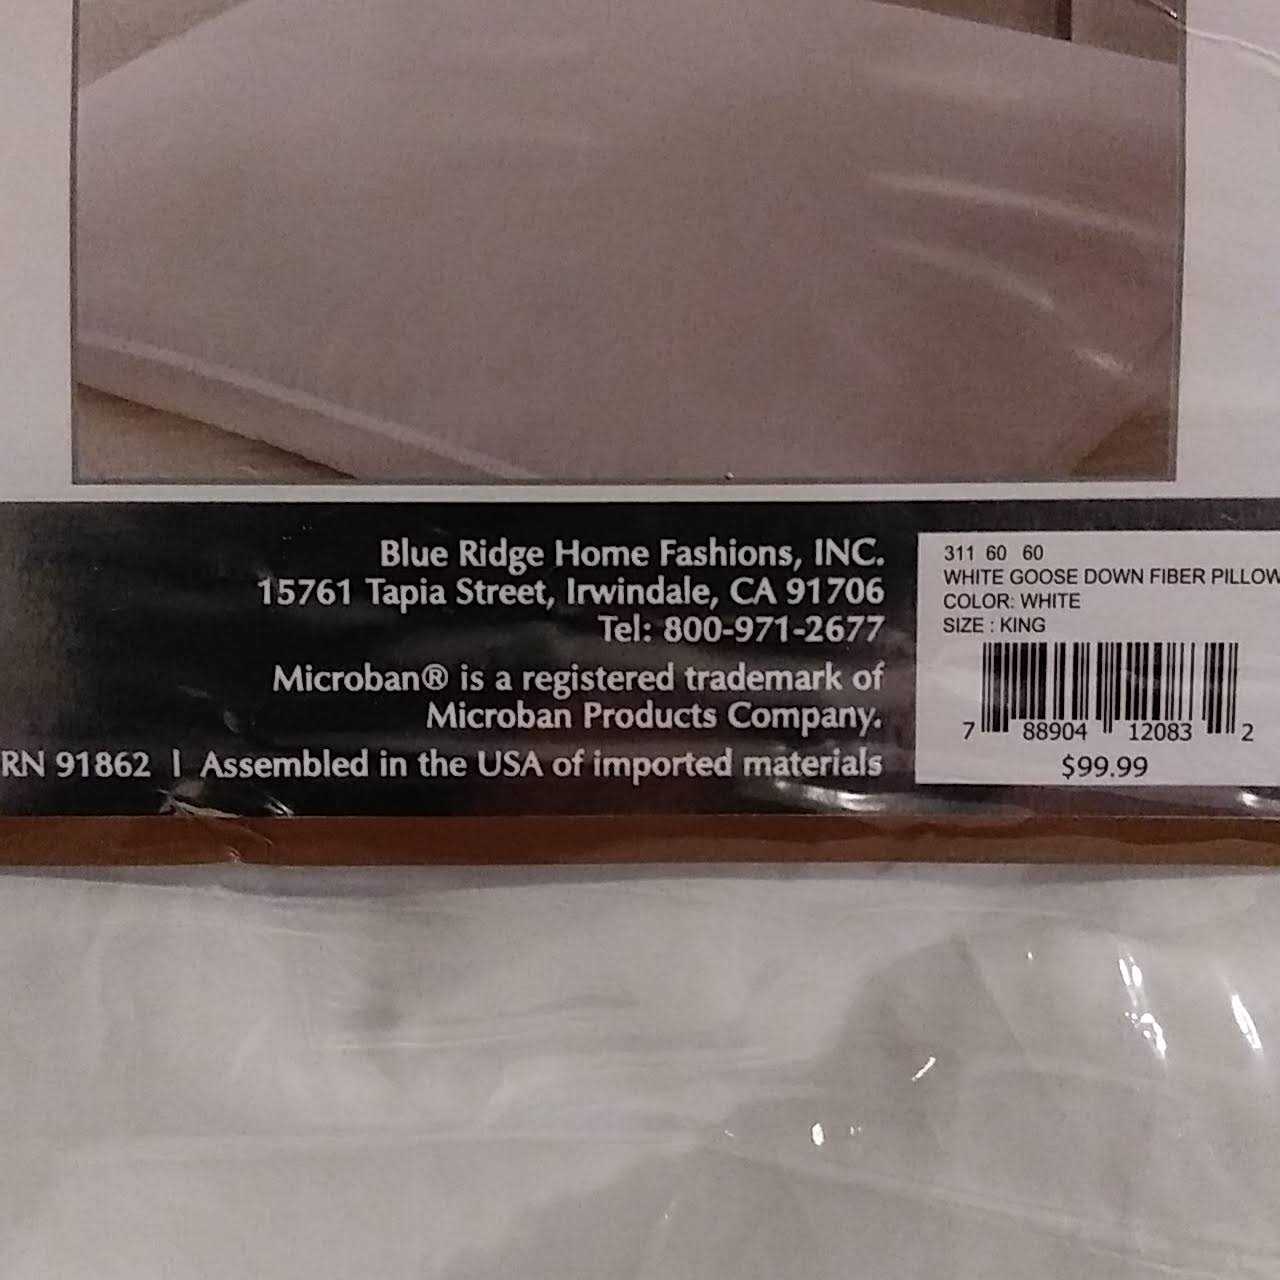 Blue Ridge Home Fashions, INC.
15761 Tapia Street, Irwindale, CA 91706
Tel: 800-971-2677
Microban® is a registered trademark of
Microban Products Company.
RN 91862 | Assembled in the USA of imported materials
311 60 60
WHITE GOOSE DOWN FIBER PILLOW
COLOR: WHITE
SIZE : KING
7 88904 12083 2
$99.99